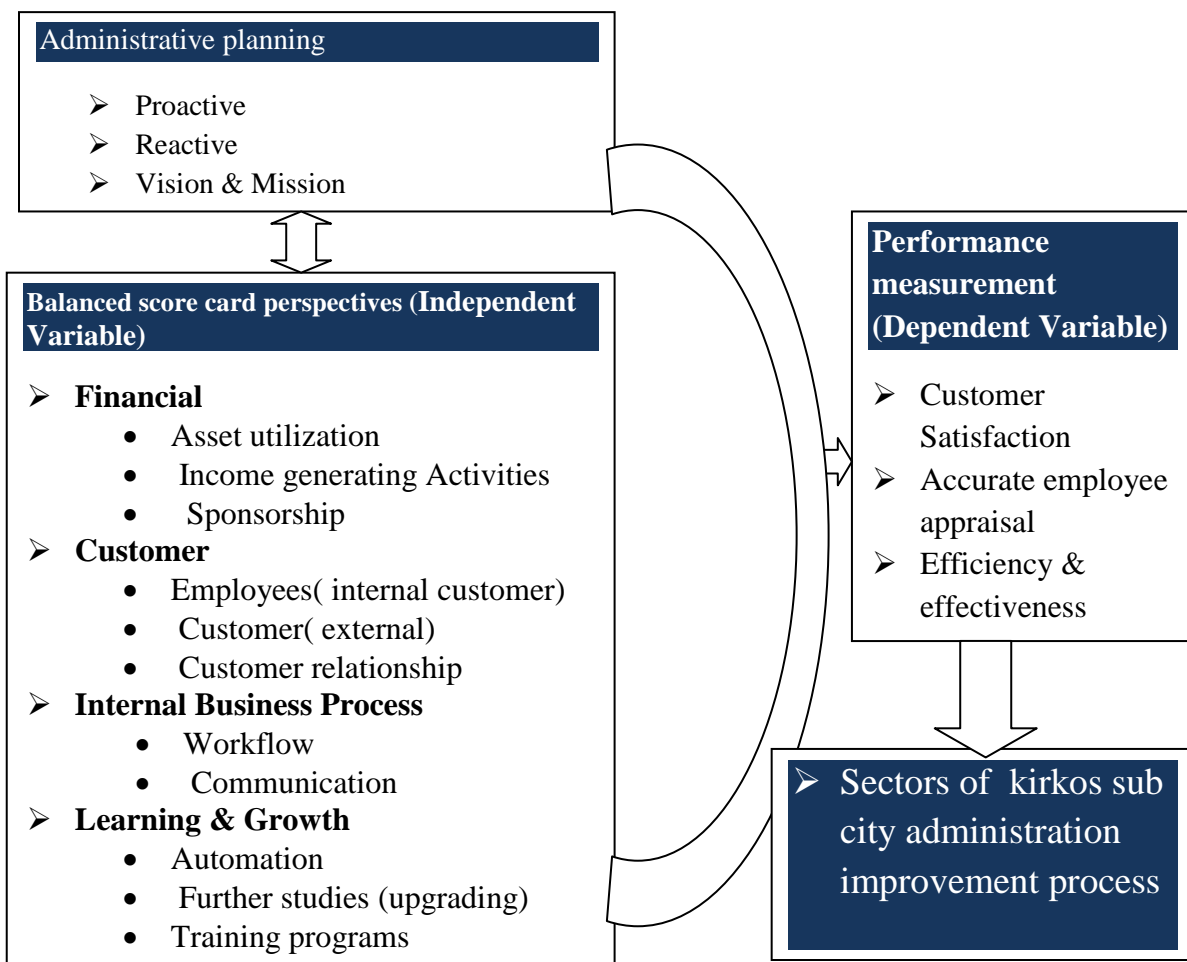 Administrative planning
➢ Proactive
➢ Reactive
➢ Vision & Mission
Balanced score card perspectives (Independent
Variable)
➢ Financial
• Asset utilization
• Income generating Activities
• Sponsorship
➢ Customer
• Employees( internal customer)
• Customer( external)
• Customer relationship
➢ Internal Business Process
• Workflow
• Communication
➢ Learning & Growth
• Automation
• Further studies (upgrading)
• Training programs
Performance
measurement
(Dependent Variable)
➢ Customer
Satisfaction
➢ Accurate employee
appraisal
➢ Efficiency &
effectiveness
➢ Sectors of kirkos sub
city administration
improvement process